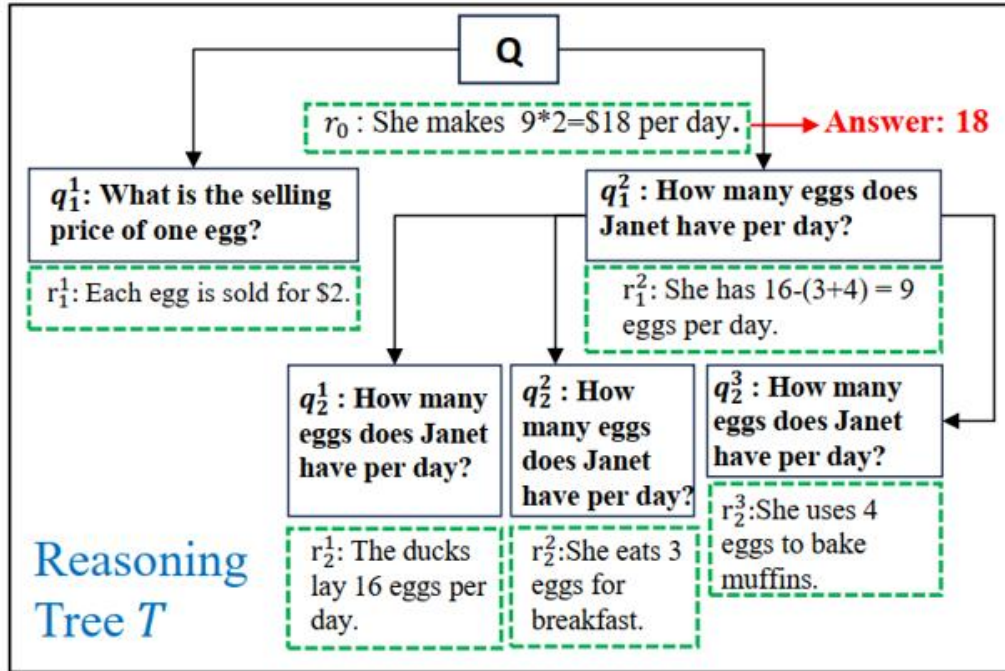 Q
r₀ : She makes 9*2=$18 per day.
Answer: 18
q₁¹: What is the selling
price of one egg?
r₁¹: Each egg is sold for $2.
q₁² : How many eggs does
Janet have per day?
r₁²: She has 16-(3+4) = 9
eggs per day.
q₂¹ : How many
eggs does Janet
have per day?
r₂¹: The ducks
lay 16 eggs per
day.
q₂² : How
many eggs
does Janet
have per day?
r₂²:She eats 3
eggs for
breakfast.
q₂³ : How many
eggs does Janet
have per day?
r₂³:She uses 4
eggs to bake
muffins.
Reasoning
Tree T